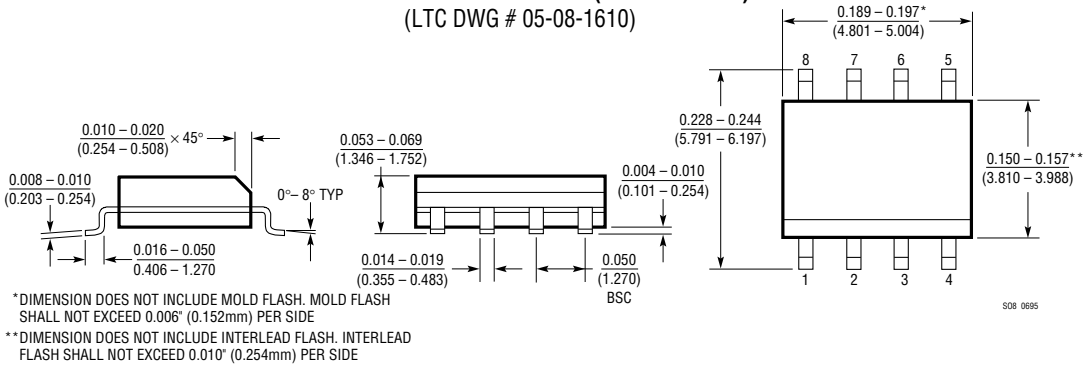 (LTC DWG # 05-08-1610)
0.189 – 0.197*
(4.801 – 5.004)
8 7 6 5
0.228 – 0.244
(5.791 – 6.197)
0.150 – 0.157**
(3.810 – 3.988)
1 2 3 4
0.010 – 0.020
(0.254 – 0.508)
× 45°
0.008 – 0.010
(0.203 – 0.254)
0°– 8° TYP
0.016 – 0.050
0.406 – 1.270
0.053 – 0.069
(1.346 – 1.752)
0.004 – 0.010
(0.101 – 0.254)
0.014 – 0.019
(0.355 – 0.483)
0.050
(1.270)
BSC
*DIMENSION DOES NOT INCLUDE MOLD FLASH. MOLD FLASH
SHALL NOT EXCEED 0.006" (0.152mm) PER SIDE
**DIMENSION DOES NOT INCLUDE INTERLEAD FLASH. INTERLEAD
FLASH SHALL NOT EXCEED 0.010" (0.254mm) PER SIDE
SO8 0695